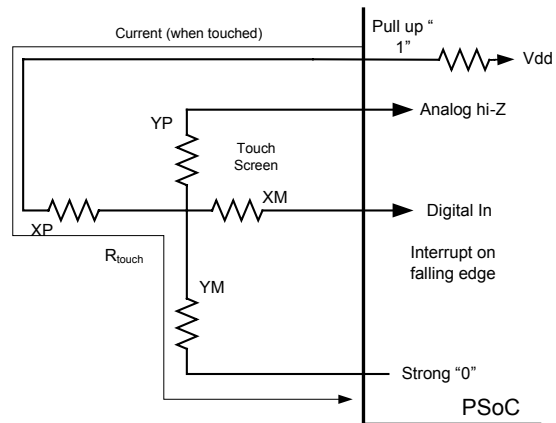 Current (when touched)
Pull up “
1”
Vdd
YP
Analog hi-Z
Touch
Screen
XM
Digital In
XP
Rtouch
Interrupt on
falling edge
YM
Strong “0”
PSoC